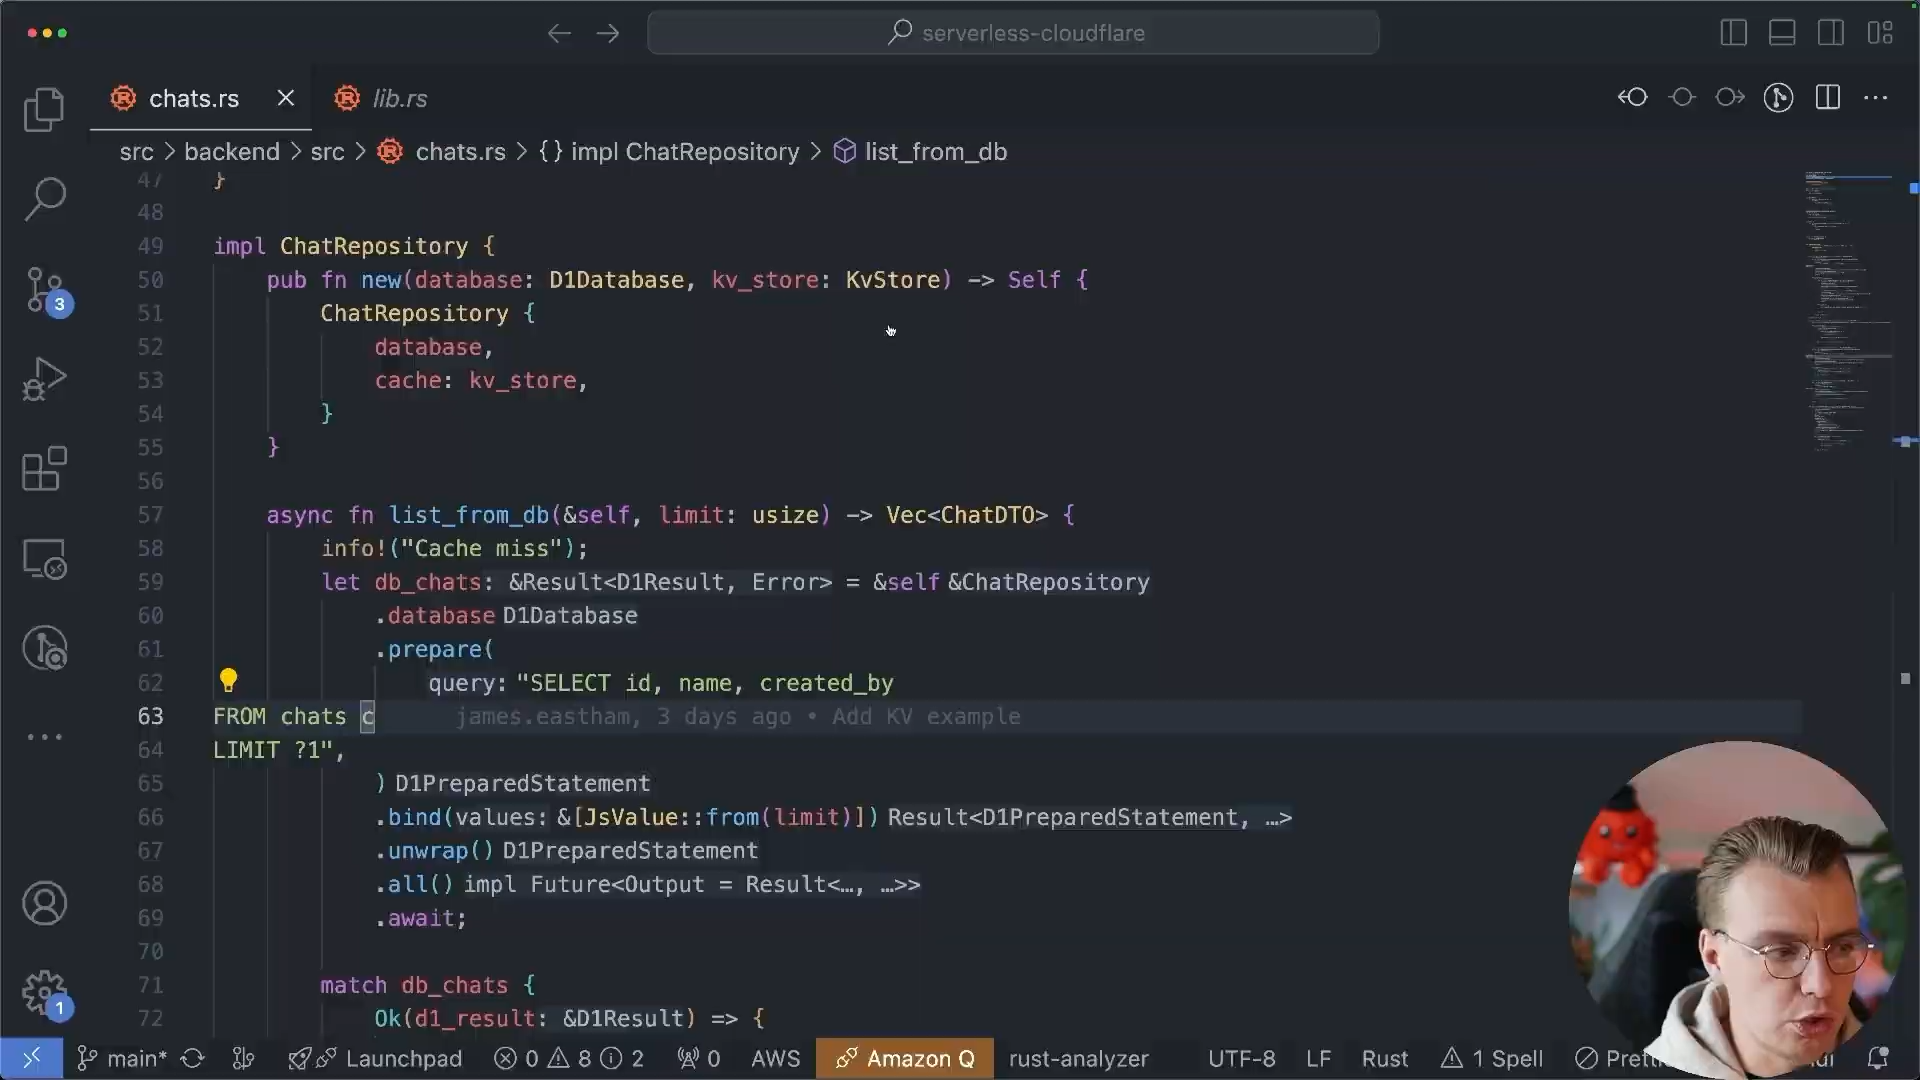 serverless-cloudflare
chats.rs
lib.rs
src > backend > src > chats.rs > {} impl ChatRepository > list_from_db
47 }
48
49 impl ChatRepository {
50 pub fn new(database: D1Database, kv_store: KvStore) -> Self {
51 ChatRepository {
52 database,
53 cache: kv_store,
54 }
55 }
56
57 async fn list_from_db(&self, limit: usize) -> Vec<ChatDTO> {
58 info!("Cache miss");
59 let db_chats: &Result<D1Result, Error> = &self &ChatRepository
60 .database D1Database
61 .prepare(
62 query: "SELECT id, name, created_by
63 FROM chats c james.eastham, 3 days ago • Add KV example
64 LIMIT ?1",
65 ) D1PreparedStatement
66 .bind(values: &[JsValue::from(limit)]) Result<D1PreparedStatement, …>
67 .unwrap() D1PreparedStatement
68 .all() impl Future<Output = Result<…, …>>
69 .await;
70
71 match db_chats {
72 Ok(d1_result: &D1Result) => {
3
1
main* Launchpad 0 8 2 0 AWS Amazon Q rust-analyzer UTF-8 LF Rust 1 Spell